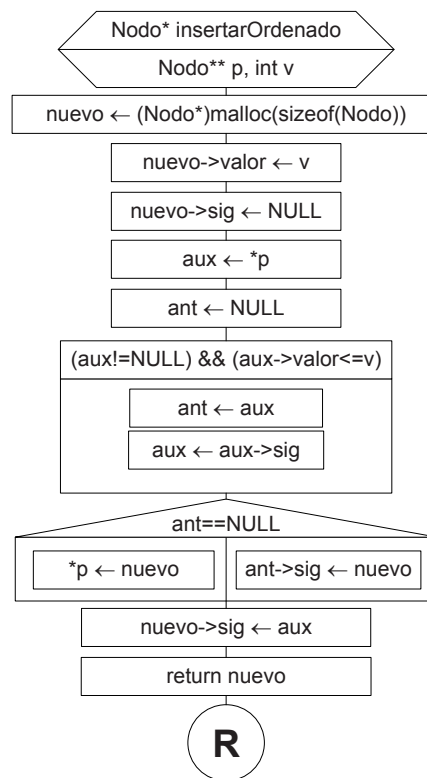 Nodo* insertarOrdenado
Nodo** p, int v
nuevo ← (Nodo*)malloc(sizeof(Nodo))
nuevo->valor ← v
nuevo->sig ← NULL
aux ← *p
ant ← NULL
(aux!=NULL) && (aux->valor<=v)
ant ← aux
aux ← aux->sig
ant==NULL
*p ← nuevo
ant->sig ← nuevo
nuevo->sig ← aux
return nuevo
R